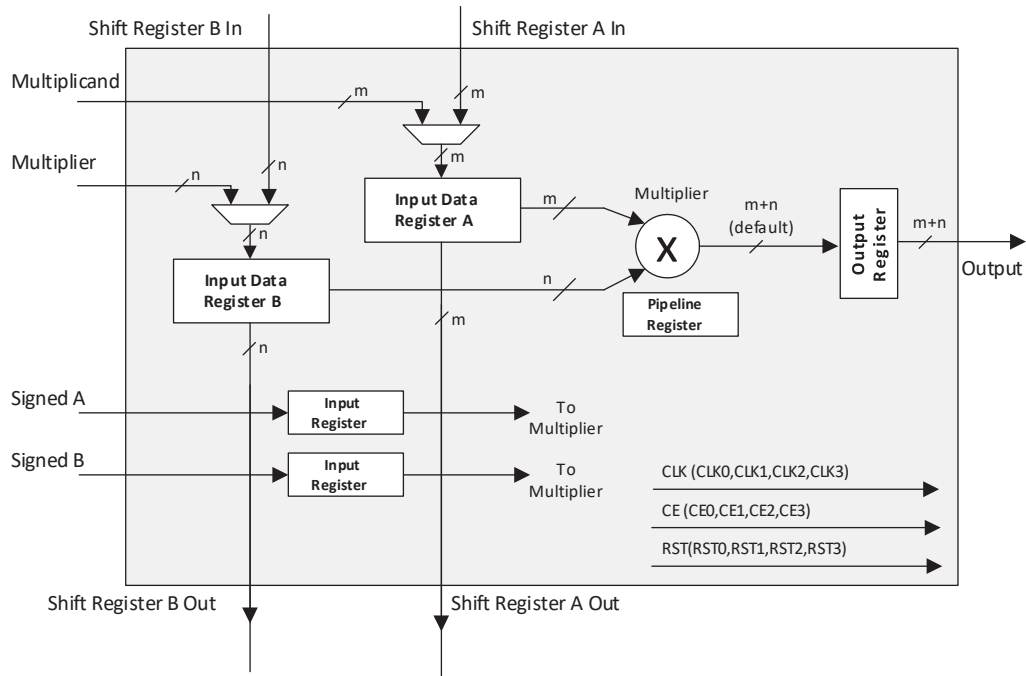 Shift Register B In
Shift Register A In
Multiplicand
m
m
Multiplier
n
n
m
Input Data
Register A
m
Multiplier
X
m+n
(default)
Output
Register
m+n
Output
n
Input Data
Register B
n
Pipeline
Register
m
n
Signed A
Input
Register
To
Multiplier
Signed B
Input
Register
To
Multiplier
CLK (CLK0,CLK1,CLK2,CLK3)
CE (CE0,CE1,CE2,CE3)
RST(RST0,RST1,RST2,RST3)
Shift Register B Out
Shift Register A Out